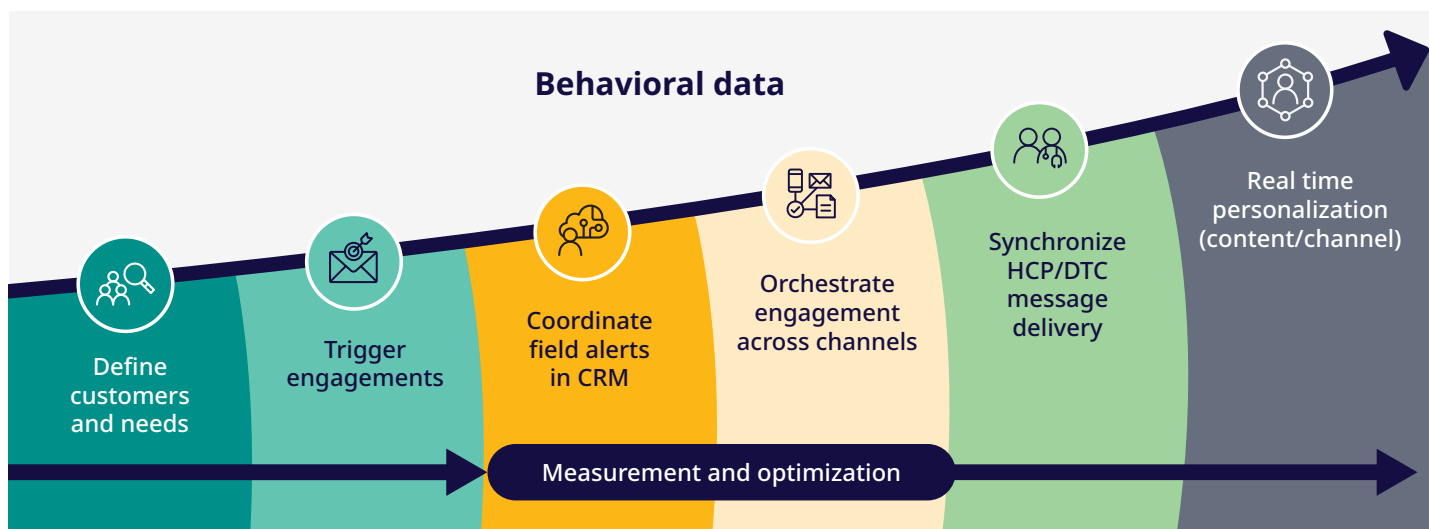 Behavioral data
Define
customers
and needs
Trigger
engagements
Coordinate
field alerts
in CRM
Orchestrate
engagement
across channels
Synchronize
HCP/DTC
message
delivery
Real time
personalization
(content/channel)
Measurement and optimization